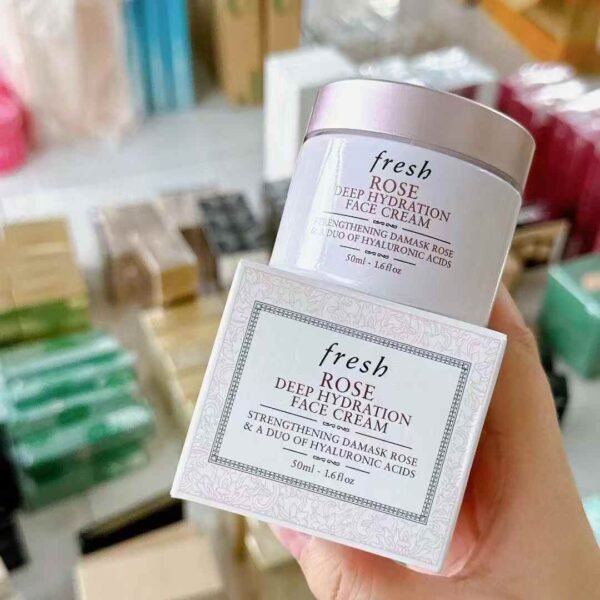 fresh
ROSE
DEEP HYDRATION
FACE CREAM
STRENGTHENING DAMASK ROSE
& A DUO OF HYALURONIC ACIDS
50ml - 1.6 fl oz
fresh
ROSE
DEEP HYDRATION
FACE CREAM
STRENGTHENING DAMASK ROSE
& A DUO OF HYALURONIC ACIDS
50ml - 1.6 fl oz